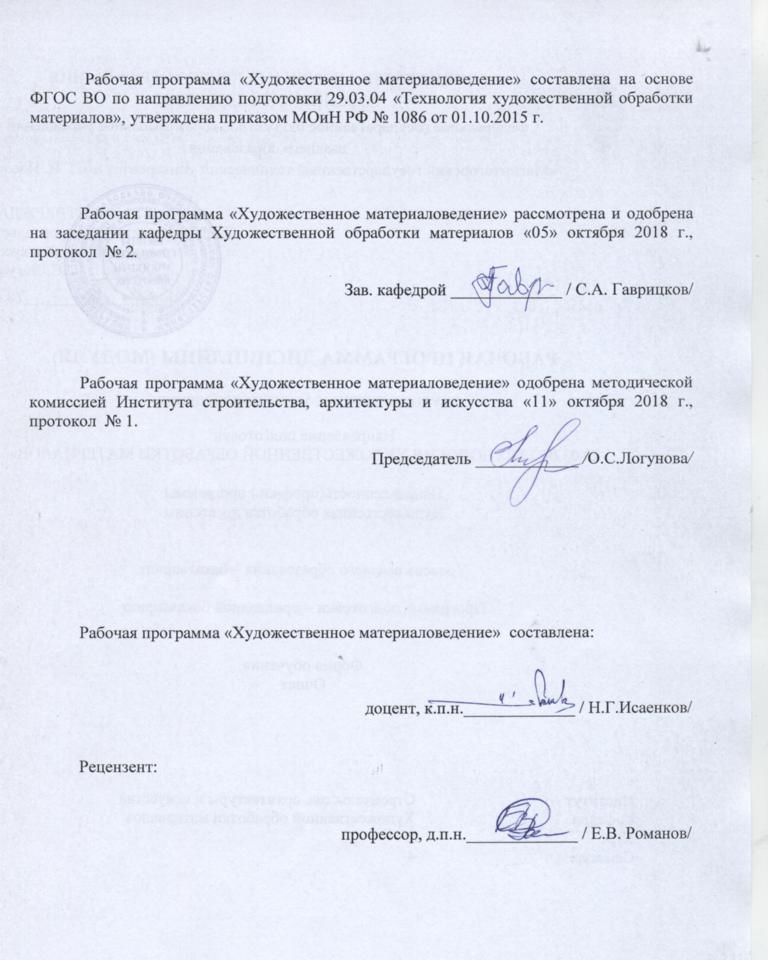 Рабочая программа «Художественное материаловедение» составлена на основе
ФГОС ВО по направлению подготовки 29.03.04 «Технология художественной обработки
материалов», утверждена приказом МОиН РФ № 1086 от 01.10.2015 г.
Рабочая программа «Художественное материаловедение» рассмотрена и одобрена
на заседании кафедры Художественной обработки материалов «05» октября 2018 г.,
протокол № 2.
Зав. кафедрой _____________ / С.А. Гаврицков/
Рабочая программа «Художественное материаловедение» одобрена методической
комиссией Института строительства, архитектуры и искусства «11» октября 2018 г.,
протокол № 1.
Председатель ____________ /О.С.Логунова/
Рабочая программа «Художественное материаловедение» составлена:
доцент, к.п.н._____________ / Н.Г.Исаенков/
Рецензент:
профессор, д.п.н._____________ / Е.В. Романов/